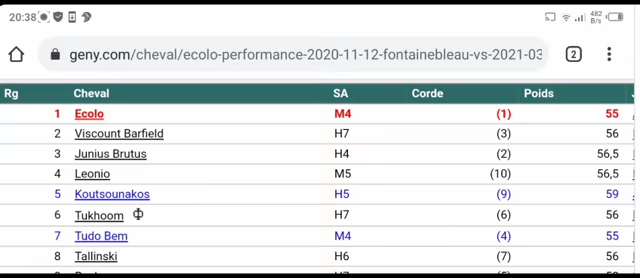 20:38 482 B/s
geny.com/cheval/ecolo-performance-2020-11-12-fontainebleau-vs-2021-03 2
Rg Cheval SA Corde Poids
1 Ecolo M4 (1) 55
2 Viscount Barfield H7 (3) 56
3 Junius Brutus H4 (2) 56,5
4 Leonio M5 (10) 56,5
5 Koutsounakos H5 (9) 59
6 Tukhoom H7 (6) 56
7 Tudo Bem M4 (4) 55
8 Tallinski H6 (7) 56